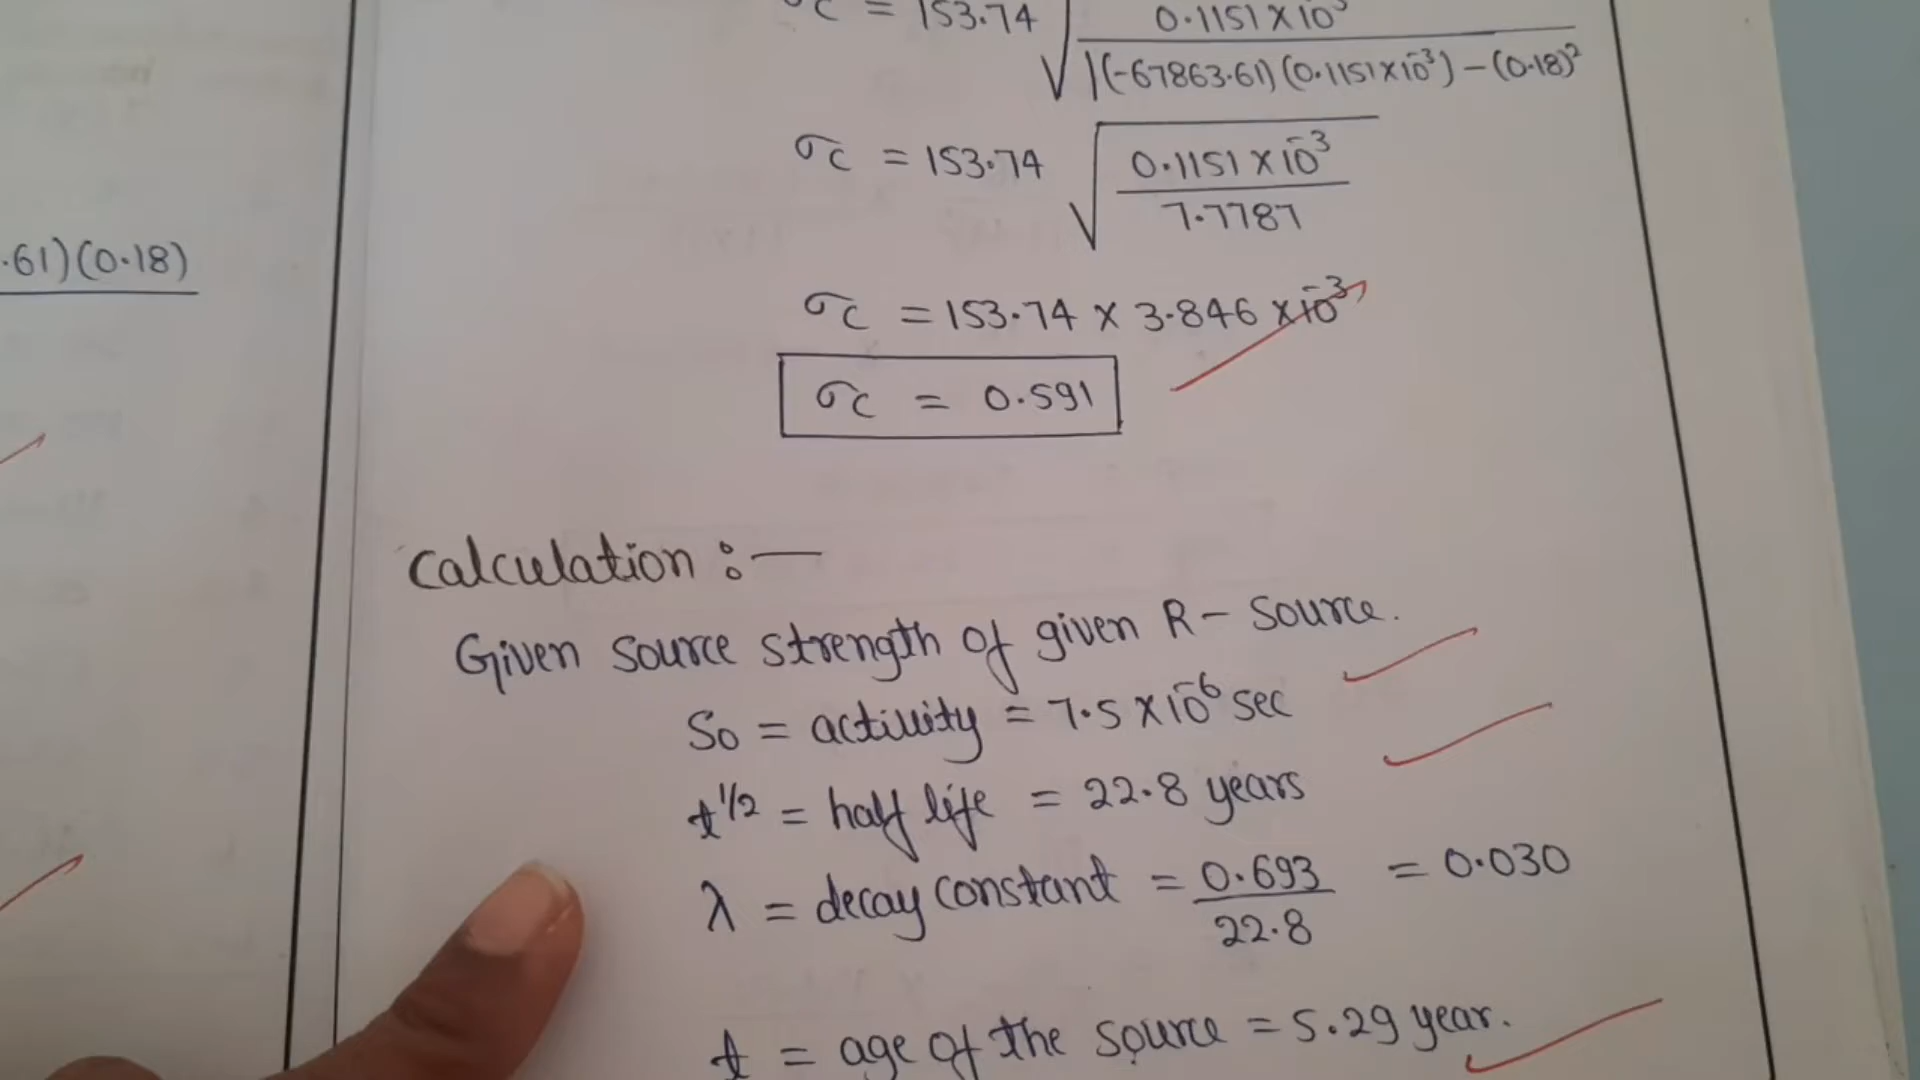 σc = 153.74 √ 0.1151 × 10⁻³ / |(-67863.61)(0.1151×10⁻³) - (0.18)²
σc = 153.74 √ 0.1151 × 10⁻³ / 7.7787
.61)(0.18)
σc = 153.74 × 3.846 × 10⁻³
σc = 0.591
Calculation :—
Given source strength of given R- source.
S0 = activity = 7.5 × 10⁻⁶ sec
t^1/2 = half life = 22.8 years
λ = decay constant = 0.693 / 22.8 = 0.030
t = age of the source = 5.29 year.